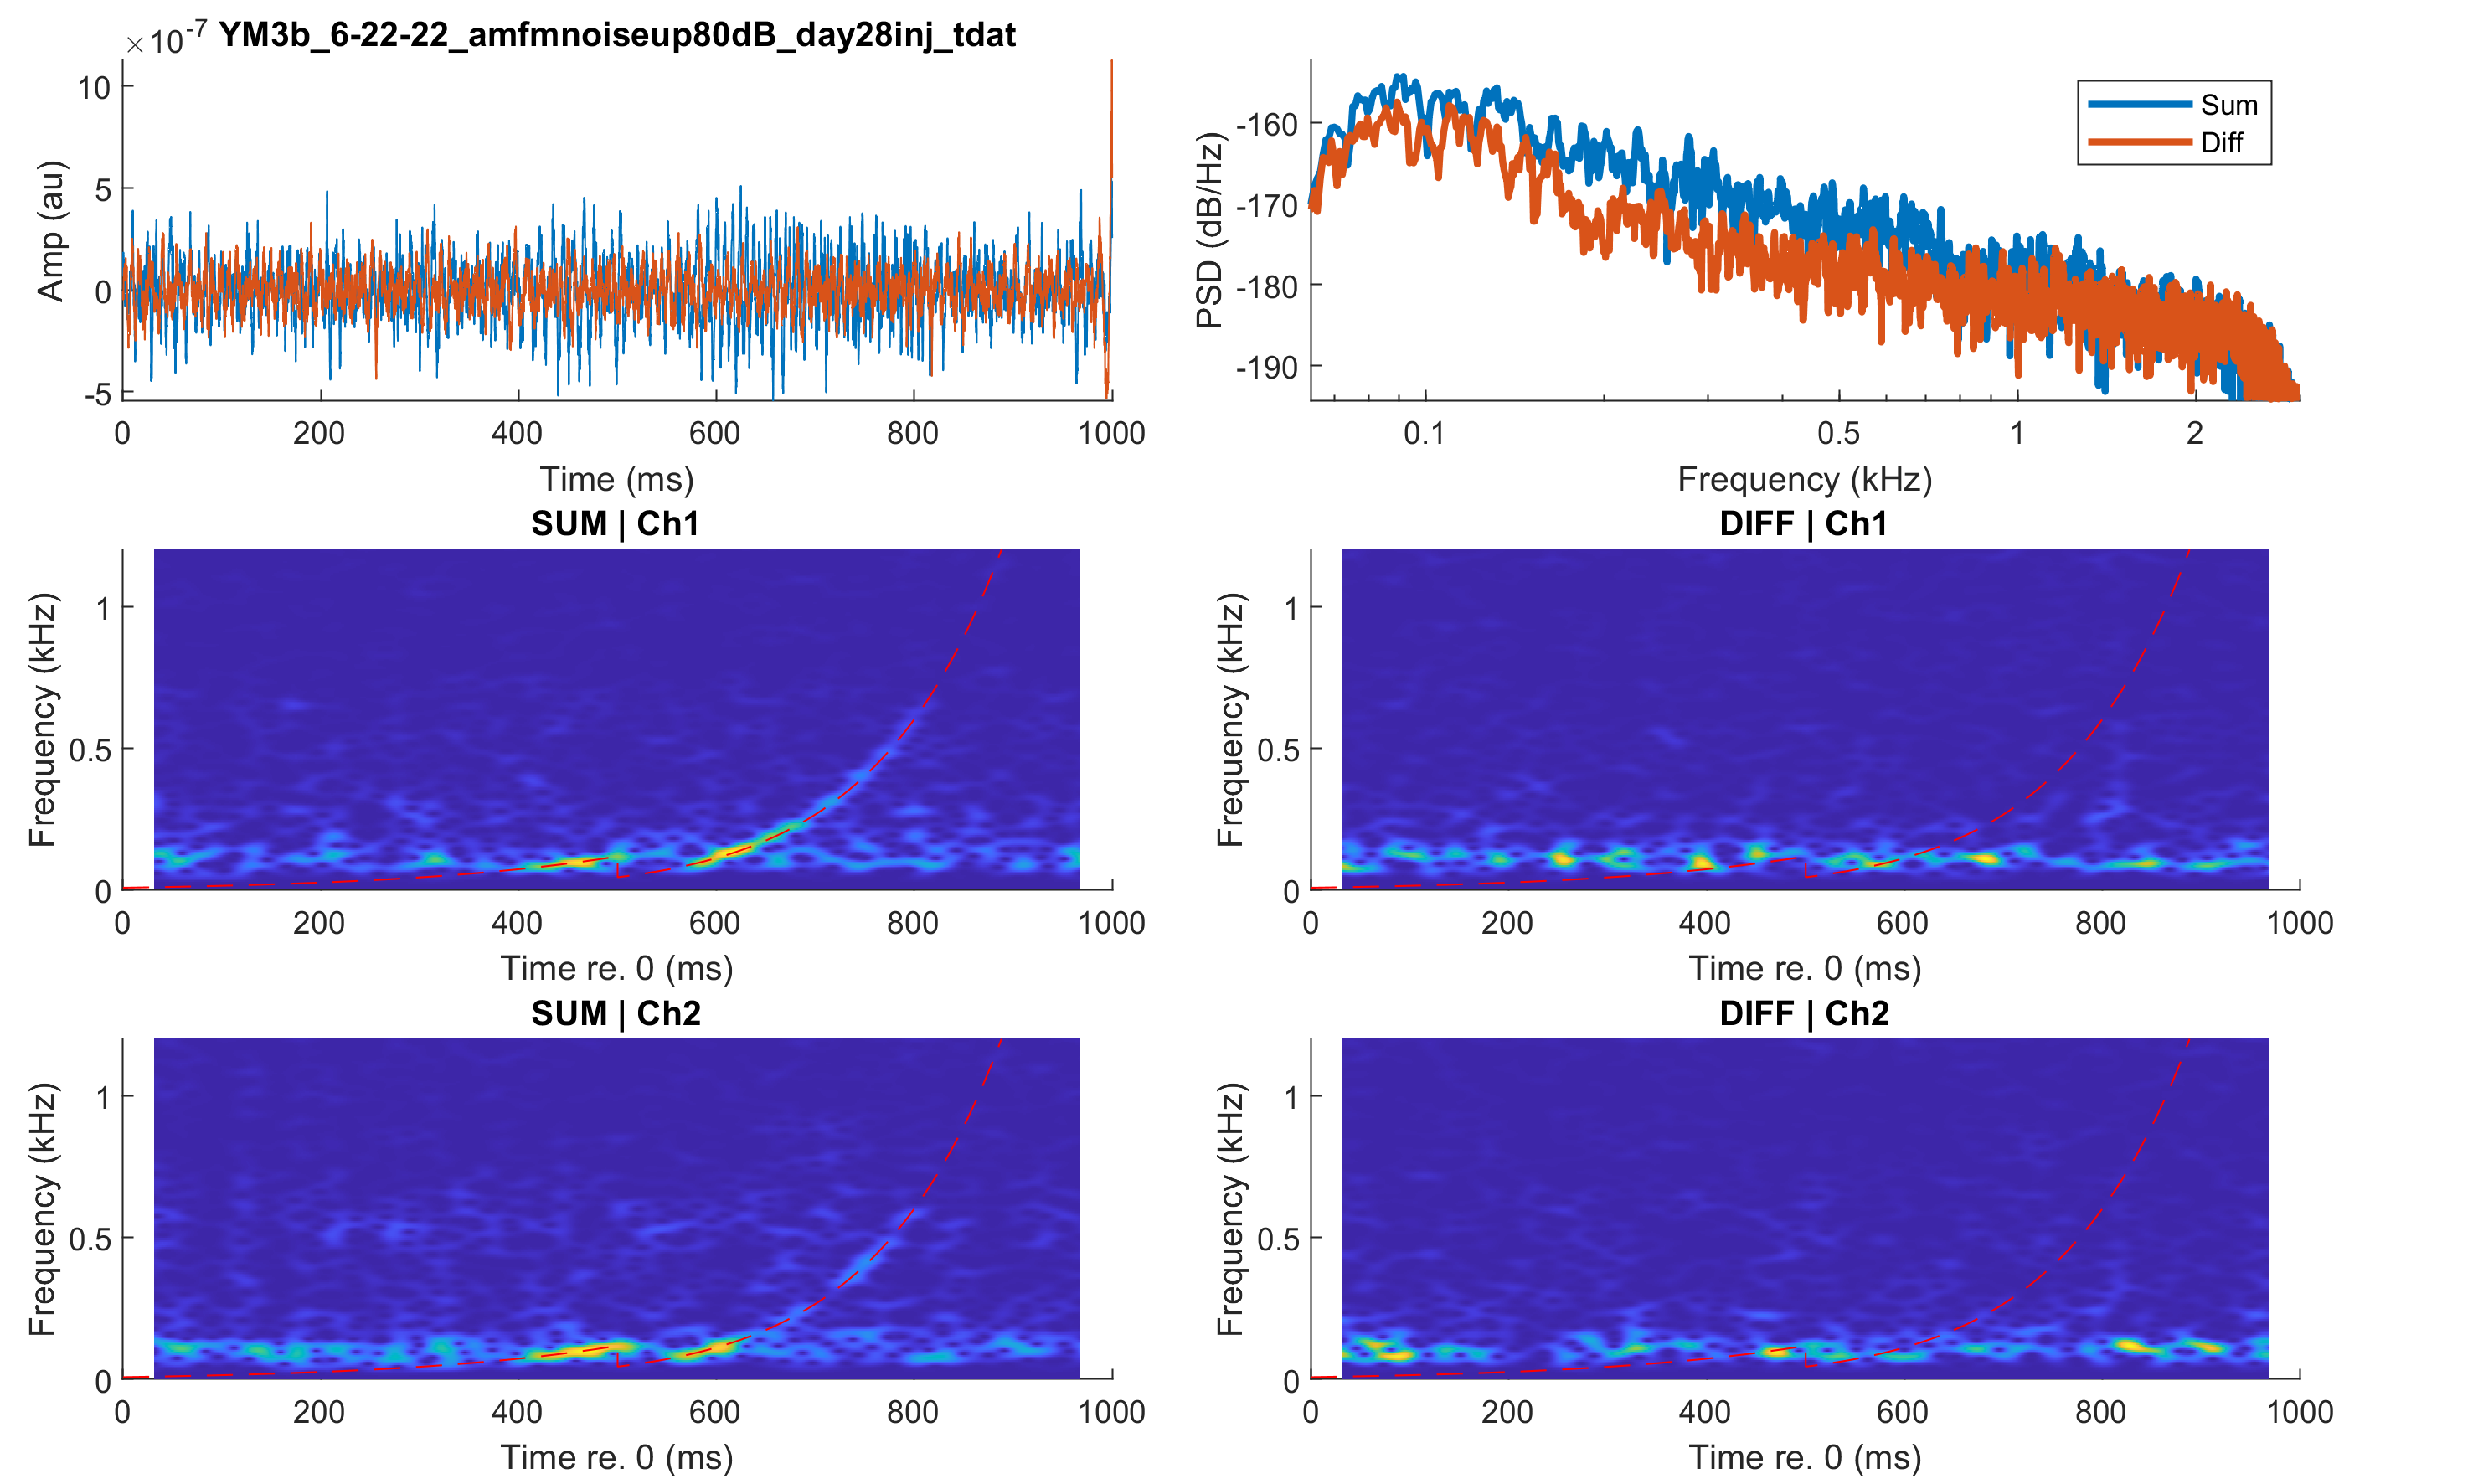 ×10-7 YM3b_6-22-22_amfmnoiseup80dB_day28inj_tdat
10
5
0
-5
Amp (au)
0 200 400 600 800 1000
Time (ms)
-160
-170
-180
-190
PSD (dB/Hz)
Sum
Diff
0.1 0.5 1 2
Frequency (kHz)
SUM | Ch1
1
0.5
0
Frequency (kHz)
0 200 400 600 800 1000
Time re. 0 (ms)
DIFF | Ch1
1
0.5
0
Frequency (kHz)
0 200 400 600 800 1000
Time re. 0 (ms)
SUM | Ch2
1
0.5
0
Frequency (kHz)
0 200 400 600 800 1000
Time re. 0 (ms)
DIFF | Ch2
1
0.5
0
Frequency (kHz)
0 200 400 600 800 1000
Time re. 0 (ms)